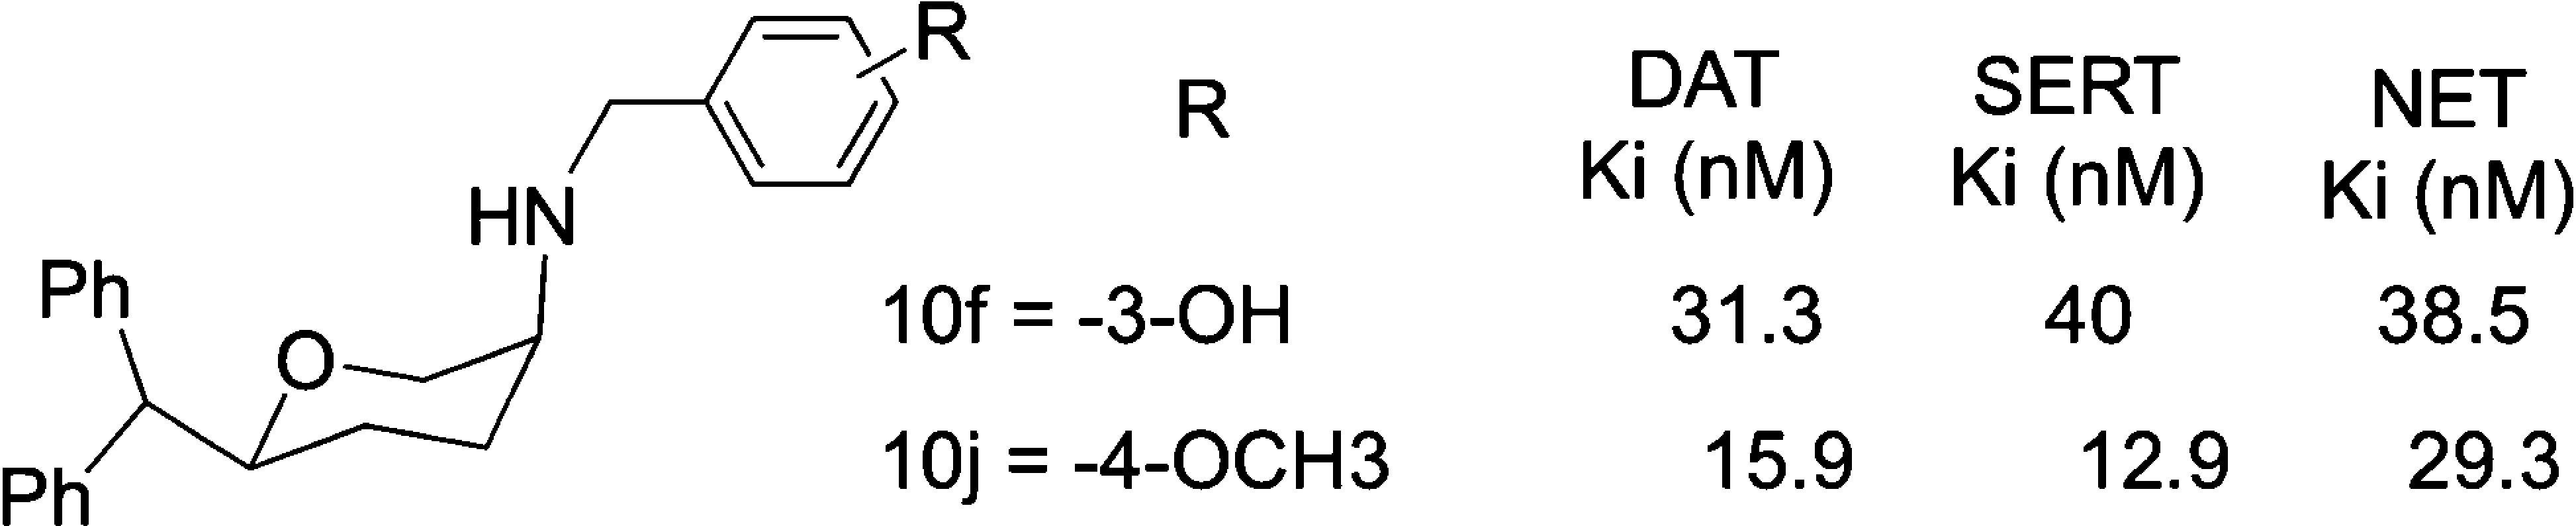 R
HN
Ph
O
Ph
R DAT SERT NET
Ki (nM) Ki (nM) Ki (nM)
10f = -3-OH 31.3 40 38.5
10j = -4-OCH3 15.9 12.9 29.3